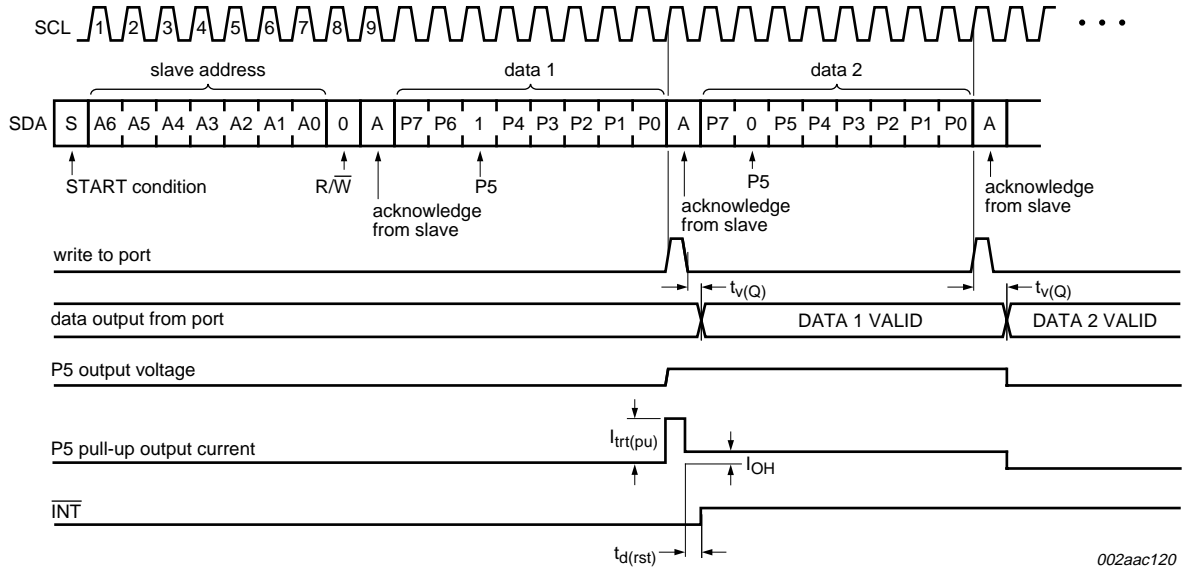 SCL 1 2 3 4 5 6 7 8 9 • • •
slave address data 1 data 2
SDA S A6 A5 A4 A3 A2 A1 A0 0 A P7 P6 1 P4 P3 P2 P1 P0 A P7 0 P5 P4 P3 P2 P1 P0 A
START condition R/W̅ P5 P5
acknowledge from slave
acknowledge from slave
acknowledge from slave
write to port
tv(Q) tv(Q)
data output from port DATA 1 VALID DATA 2 VALID
P5 output voltage
Itrt(pu)
P5 pull-up output current
IOH
I̅N̅T̅
td(rst)
002aac120